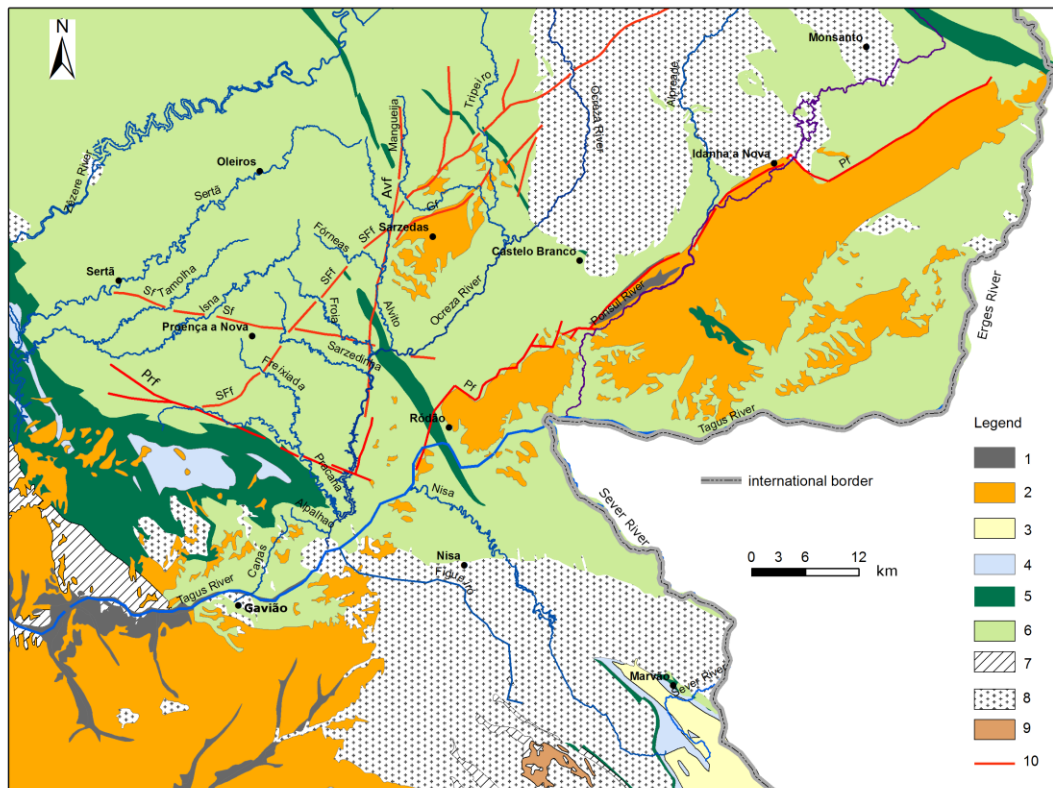 N
Monsanto
Zêzere River
Oleiros
Sertã
Mangueija
Tripeiro
Ocreza River
Alpreade
Idanha a Nova
Pf
Avf
Gf
SFf
Sarzedas
Fórneas
Castelo Branco
Sertã
Sf
Tamolha
Isna
Sf
SFf
Froia
Alvito
Ocreza River
Ponsul River
Erges River
Proença a Nova
Sarzedinha
Freixiada
Prf
SFf
Pf
Ródão
Tagus River
Pracana
Nisa
Alpalhão
Sever River
Canas
Tagus River
Gavião
Nisa
Figueiró
Marvão
Sever River
Legend
1
2
3
4
5
6
7
8
9
10
international border
0 3 6 12
km